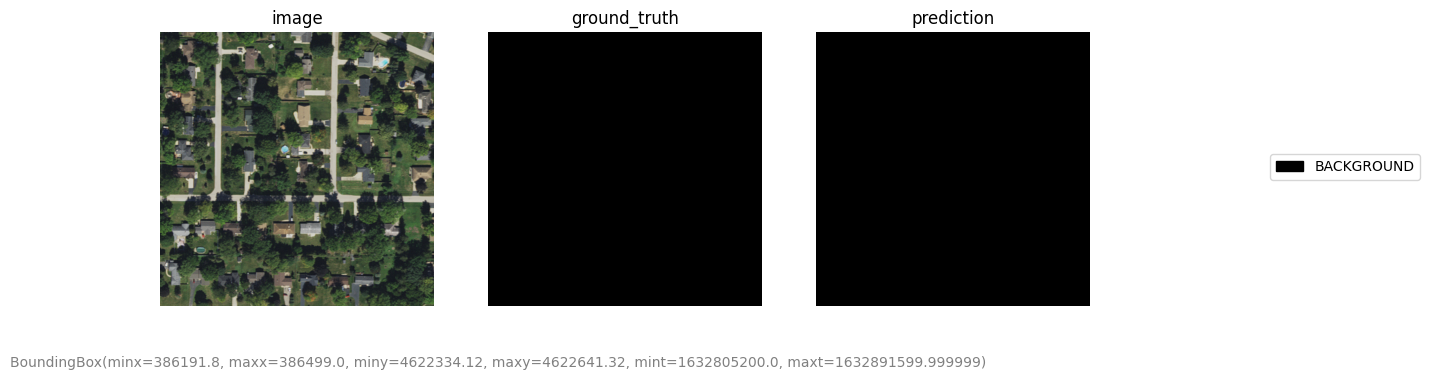 image
ground_truth
prediction
BACKGROUND
BoundingBox(minx=386191.8, maxx=386499.0, miny=4622334.12, maxy=4622641.32, mint=1632805200.0, maxt=1632891599.999999)